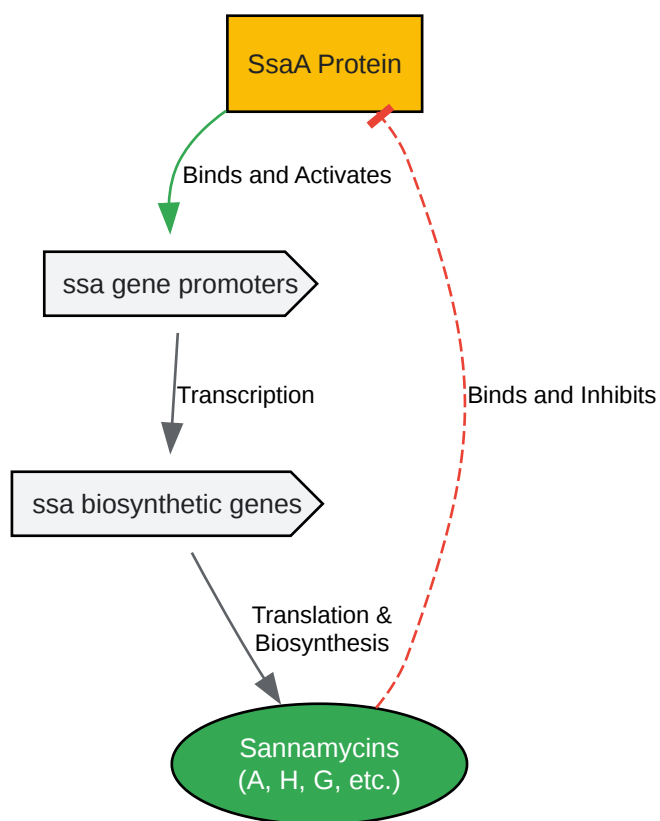 SsaA Protein
Binds and Activates
ssa gene promoters
Transcription
Binds and Inhibits
ssa biosynthetic genes
Translation &
Biosynthesis
Sannamycins
(A, H, G, etc.)